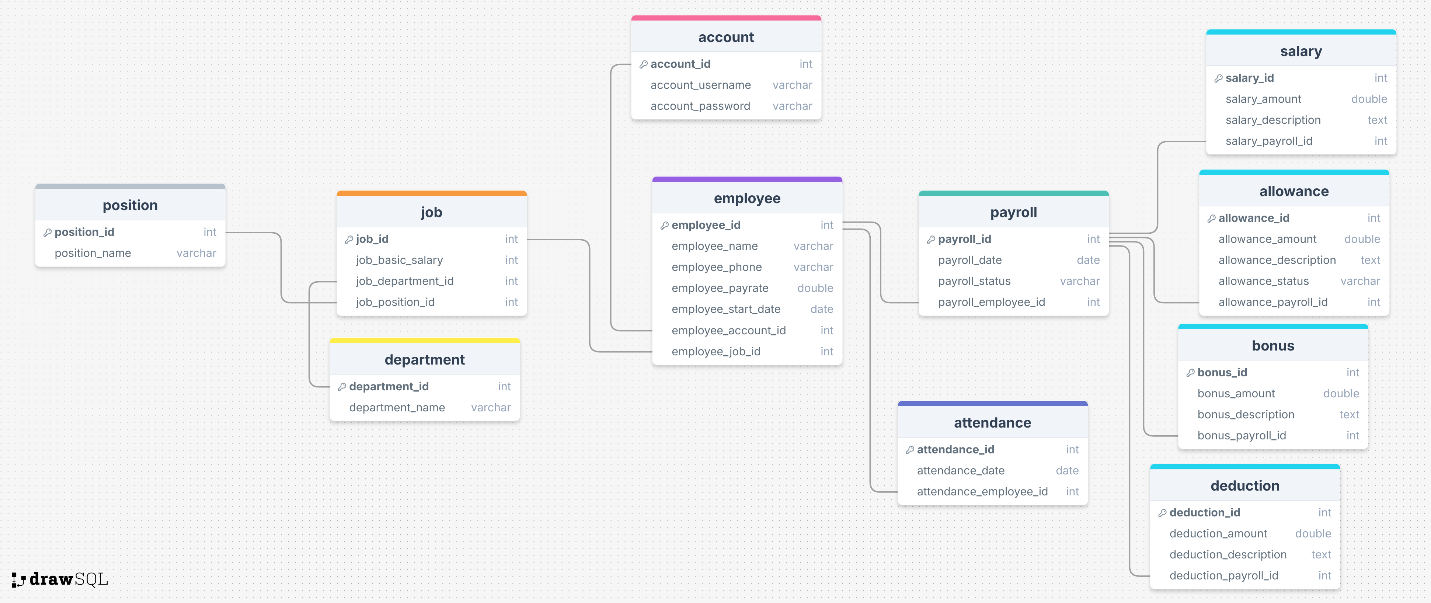 account
account_id int
account_username varchar
account_password varchar
salary
salary_id int
salary_amount double
salary_description text
salary_payroll_id int
position
position_id int
position_name varchar
job
job_id int
job_basic_salary int
job_department_id int
job_position_id int
employee
employee_id int
employee_name varchar
employee_phone varchar
employee_payrate double
employee_start_date date
employee_account_id int
employee_job_id int
payroll
payroll_id int
payroll_date date
payroll_status varchar
payroll_employee_id int
allowance
allowance_id int
allowance_amount double
allowance_description text
allowance_status varchar
allowance_payroll_id int
department
department_id int
department_name varchar
bonus
bonus_id int
bonus_amount double
bonus_description text
bonus_payroll_id int
attendance
attendance_id int
attendance_date date
attendance_employee_id int
deduction
deduction_id int
deduction_amount double
deduction_description text
deduction_payroll_id int
drawSQL